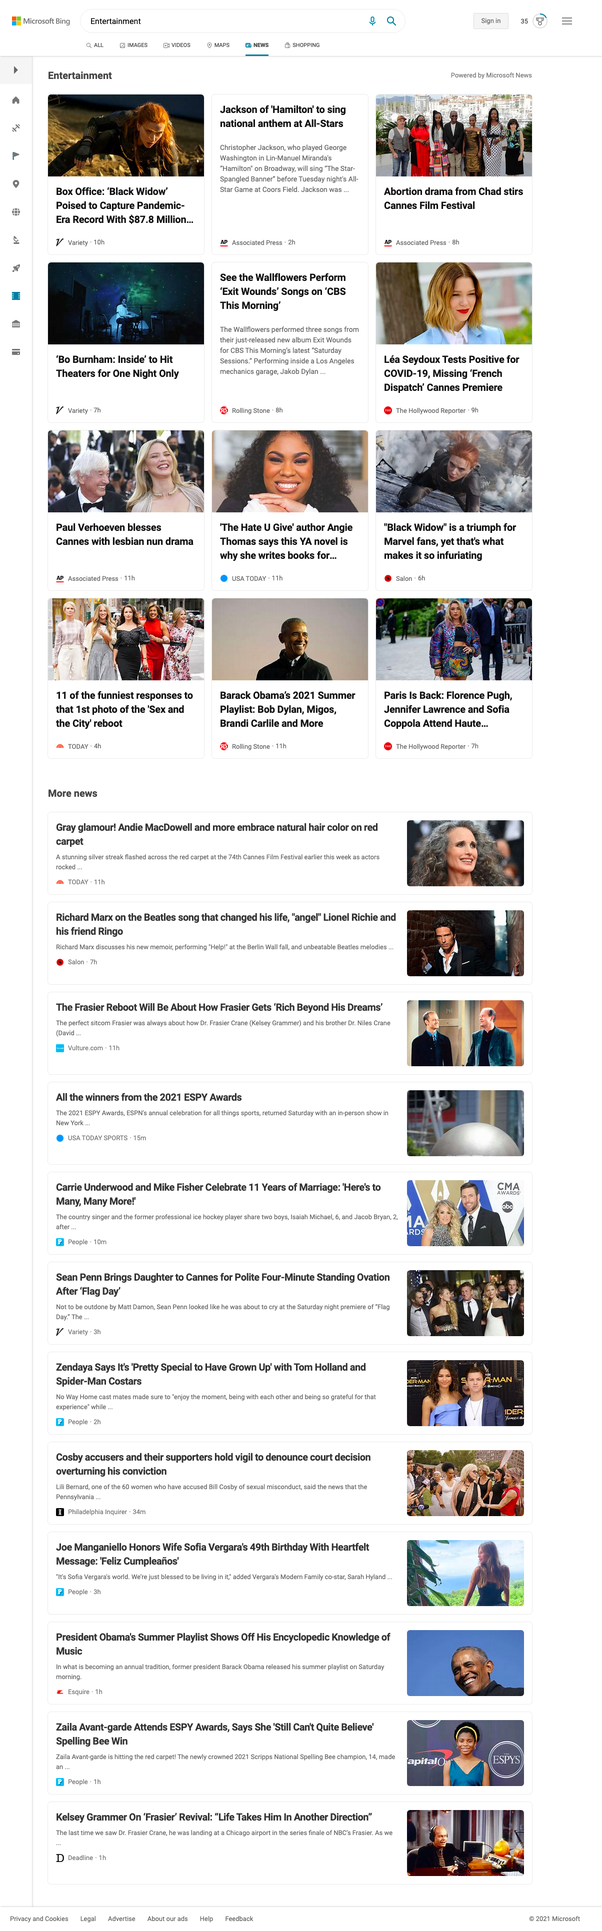 Microsoft Bing
Entertainment
Sign in
35
ALL
IMAGES
VIDEOS
MAPS
NEWS
SHOPPING
Entertainment
Powered by Microsoft News
Box Office: ‘Black Widow’
Poised to Capture Pandemic-
Era Record With $87.8 Million...
Variety · 10h
Jackson of 'Hamilton' to sing
national anthem at All-Stars
Christopher Jackson, who played George
Washington in Lin-Manuel Miranda's
"Hamilton" on Broadway, will sing "The Star-
Spangled Banner" before Tuesday night's All-
Star Game at Coors Field. Jackson was ...
Associated Press · 2h
Abortion drama from Chad stirs
Cannes Film Festival
Associated Press · 8h
‘Bo Burnham: Inside’ to Hit
Theaters for One Night Only
Variety · 7h
See the Wallflowers Perform
‘Exit Wounds’ Songs on ‘CBS
This Morning’
The Wallflowers performed three songs from
their just-released new album Exit Wounds
for CBS This Morning's latest "Saturday
Sessions." Performing inside a Los Angeles
mechanics garage, Jakob Dylan ...
Rolling Stone · 8h
Léa Seydoux Tests Positive for
COVID-19, Missing ‘French
Dispatch’ Cannes Premiere
The Hollywood Reporter · 9h
Paul Verhoeven blesses
Cannes with lesbian nun drama
Associated Press · 11h
'The Hate U Give' author Angie
Thomas says this YA novel is
why she writes books for...
USA TODAY · 11h
"Black Widow" is a triumph for
Marvel fans, yet that's what
makes it so infuriating
Salon · 6h
11 of the funniest responses to
that 1st photo of the 'Sex and
the City' reboot
TODAY · 4h
Barack Obama’s 2021 Summer
Playlist: Bob Dylan, Migos,
Brandi Carlile and More
Rolling Stone · 11h
Paris Is Back: Florence Pugh,
Jennifer Lawrence and Sofia
Coppola Attend Haute...
The Hollywood Reporter · 7h
More news
Gray glamour! Andie MacDowell and more embrace natural hair color on red
carpet
A stunning silver streak flashed across the red carpet at the 74th Cannes Film Festival earlier this week as actors
rocked ...
TODAY · 11h
Richard Marx on the Beatles song that changed his life, "angel" Lionel Richie and
his friend Ringo
Richard Marx discusses his new memoir, performing "Help!" at the Berlin Wall fall, and unbeatable Beatles melodies ...
Salon · 7h
The Frasier Reboot Will Be About How Frasier Gets ‘Rich Beyond His Dreams’
The perfect sitcom Frasier was always about how Dr. Frasier Crane (Kelsey Grammer) and his brother Dr. Niles Crane
(David ...
Vulture.com · 11h
All the winners from the 2021 ESPY Awards
The 2021 ESPY Awards, ESPN's annual celebration for all things sports, returned Saturday with an in-person show in
New York ...
USA TODAY SPORTS · 15m
Carrie Underwood and Mike Fisher Celebrate 11 Years of Marriage: 'Here's to
Many, Many More!'
The country singer and the former professional ice hockey player share two boys, Isaiah Michael, 6, and Jacob Bryan, 2,
after ...
People · 10m
CMA
AWARDS
abc
Sean Penn Brings Daughter to Cannes for Polite Four-Minute Standing Ovation
After ‘Flag Day’
Not to be outdone by Matt Damon, Sean Penn looked like he was about to cry at the Saturday night premiere of "Flag
Day." The ...
Variety · 3h
Zendaya Says It's 'Pretty Special to Have Grown Up' with Tom Holland and
Spider-Man Costars
No Way Home cast mates made sure to "enjoy the moment, being with each other and being so grateful for that
experience" while ...
People · 2h
Cosby accusers and their supporters hold vigil to denounce court decision
overturning his conviction
Lili Bernard, one of the 60 women who have accused Bill Cosby of sexual misconduct, said the news that the
Pennsylvania ...
Philadelphia Inquirer · 34m
Joe Manganiello Honors Wife Sofia Vergara's 49th Birthday With Heartfelt
Message: 'Feliz Cumpleaños'
"It's Sofia Vergara's world. We're just blessed to be living in it," added Vergara's Modern Family co-star, Sarah Hyland ...
People · 3h
President Obama's Summer Playlist Shows Off His Encyclopedic Knowledge of
Music
In what is becoming an annual tradition, former president Barack Obama released his summer playlist on Saturday
morning.
Esquire · 1h
Zaila Avant-garde Attends ESPY Awards, Says She 'Still Can't Quite Believe'
Spelling Bee Win
Zaila Avant-garde is hitting the red carpet! The newly crowned 2021 Scripps National Spelling Bee champion, 14, made
an ...
People · 1h
ESPYS
Kelsey Grammer On ‘Frasier’ Revival: “Life Takes Him In Another Direction”
The last time we saw Dr. Frasier Crane, he was landing at a Chicago airport in the series finale of NBC's Frasier. As we
...
Deadline · 1h
Privacy and Cookies
Legal
Advertise
About our ads
Help
Feedback
© 2021 Microsoft